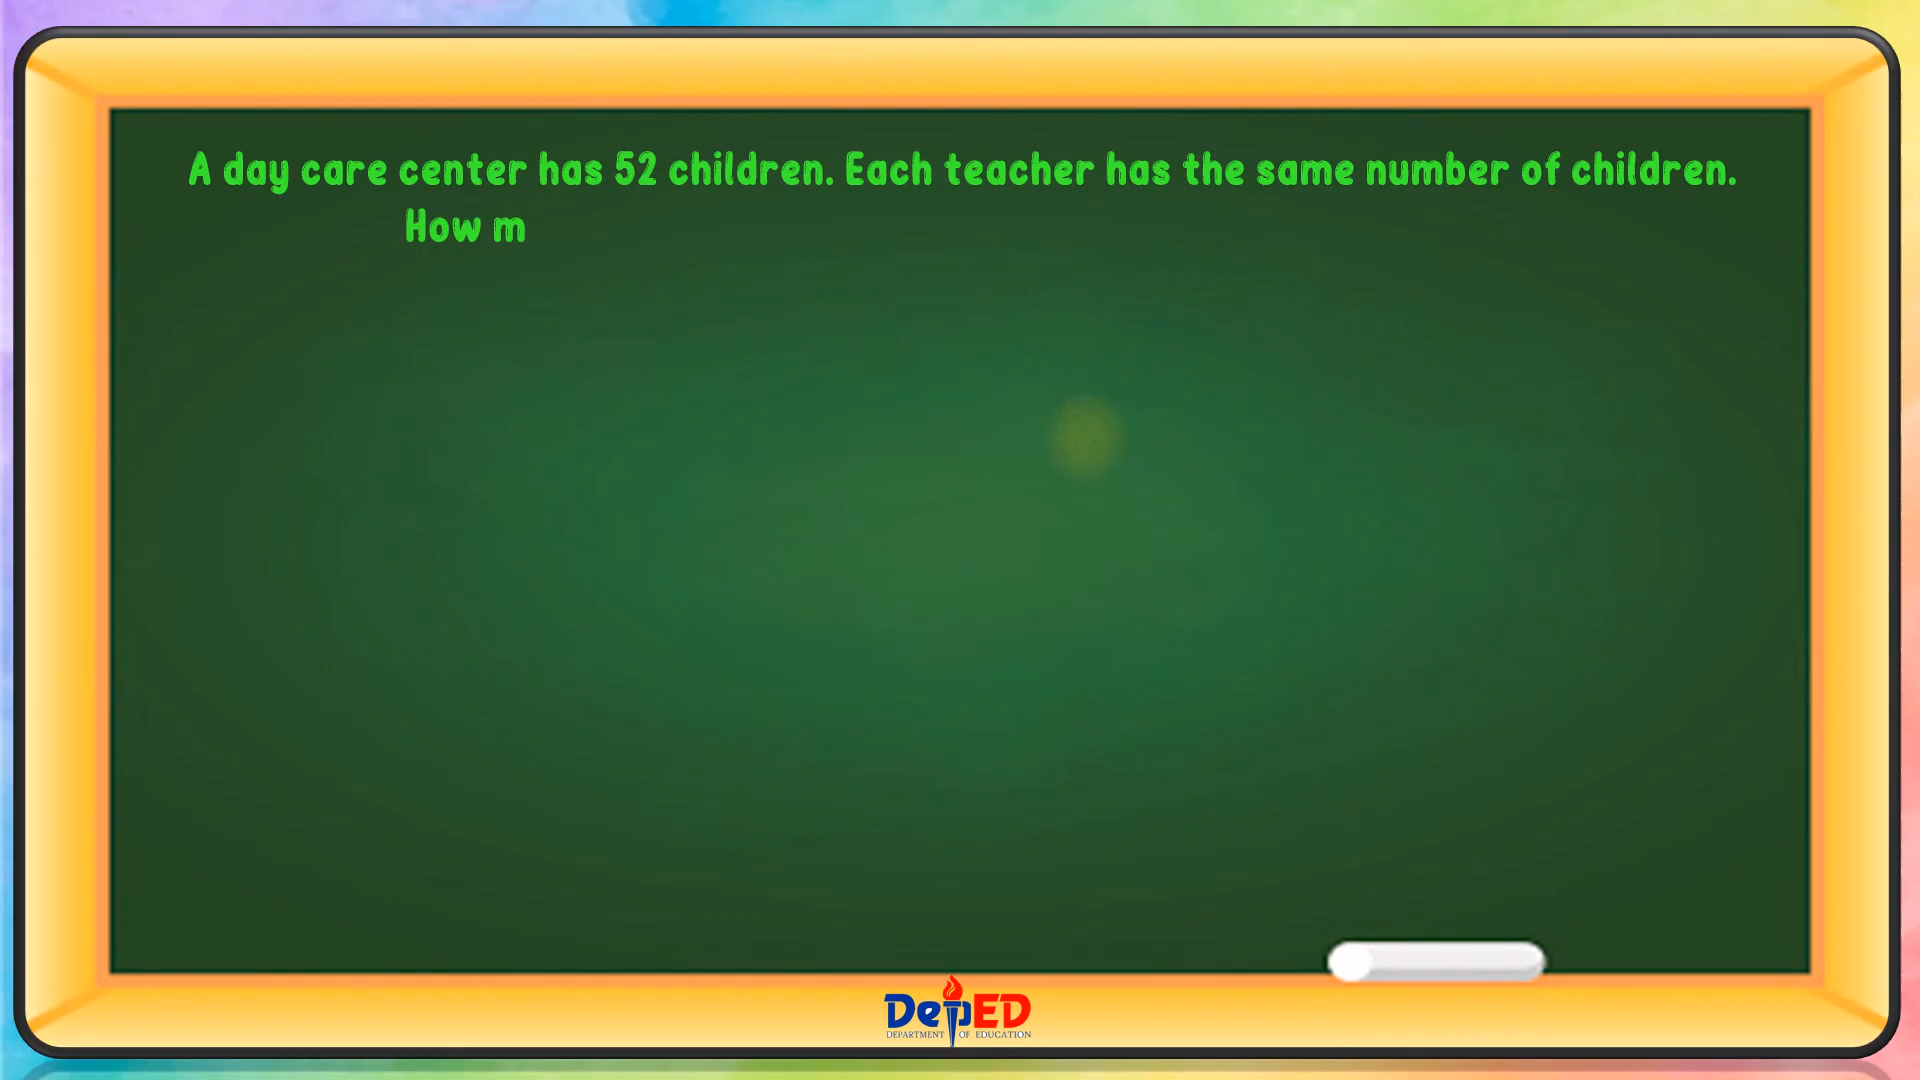 A day care center has 52 children. Each teacher has the same number of children.
How m
DepED
DEPARTMENT OF EDUCATION